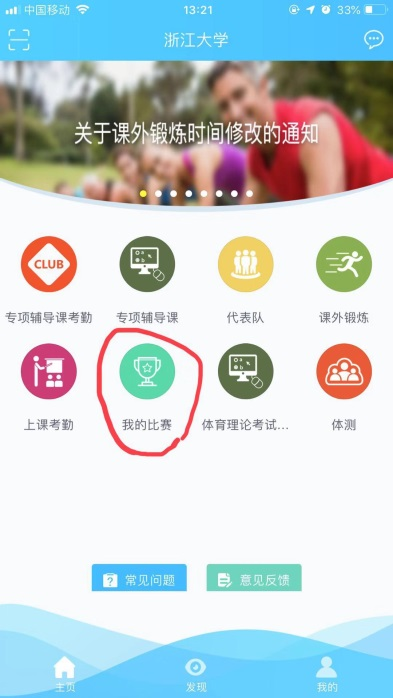 中国移动
13:21
33%
浙江大学
关于课外锻炼时间修改的通知
CLUB
专项辅导课考勤
专项辅导课
代表队
课外锻炼
上课考勤
我的比赛
体育理论考试...
体测
常见问题
意见反馈
主页
发现
我的